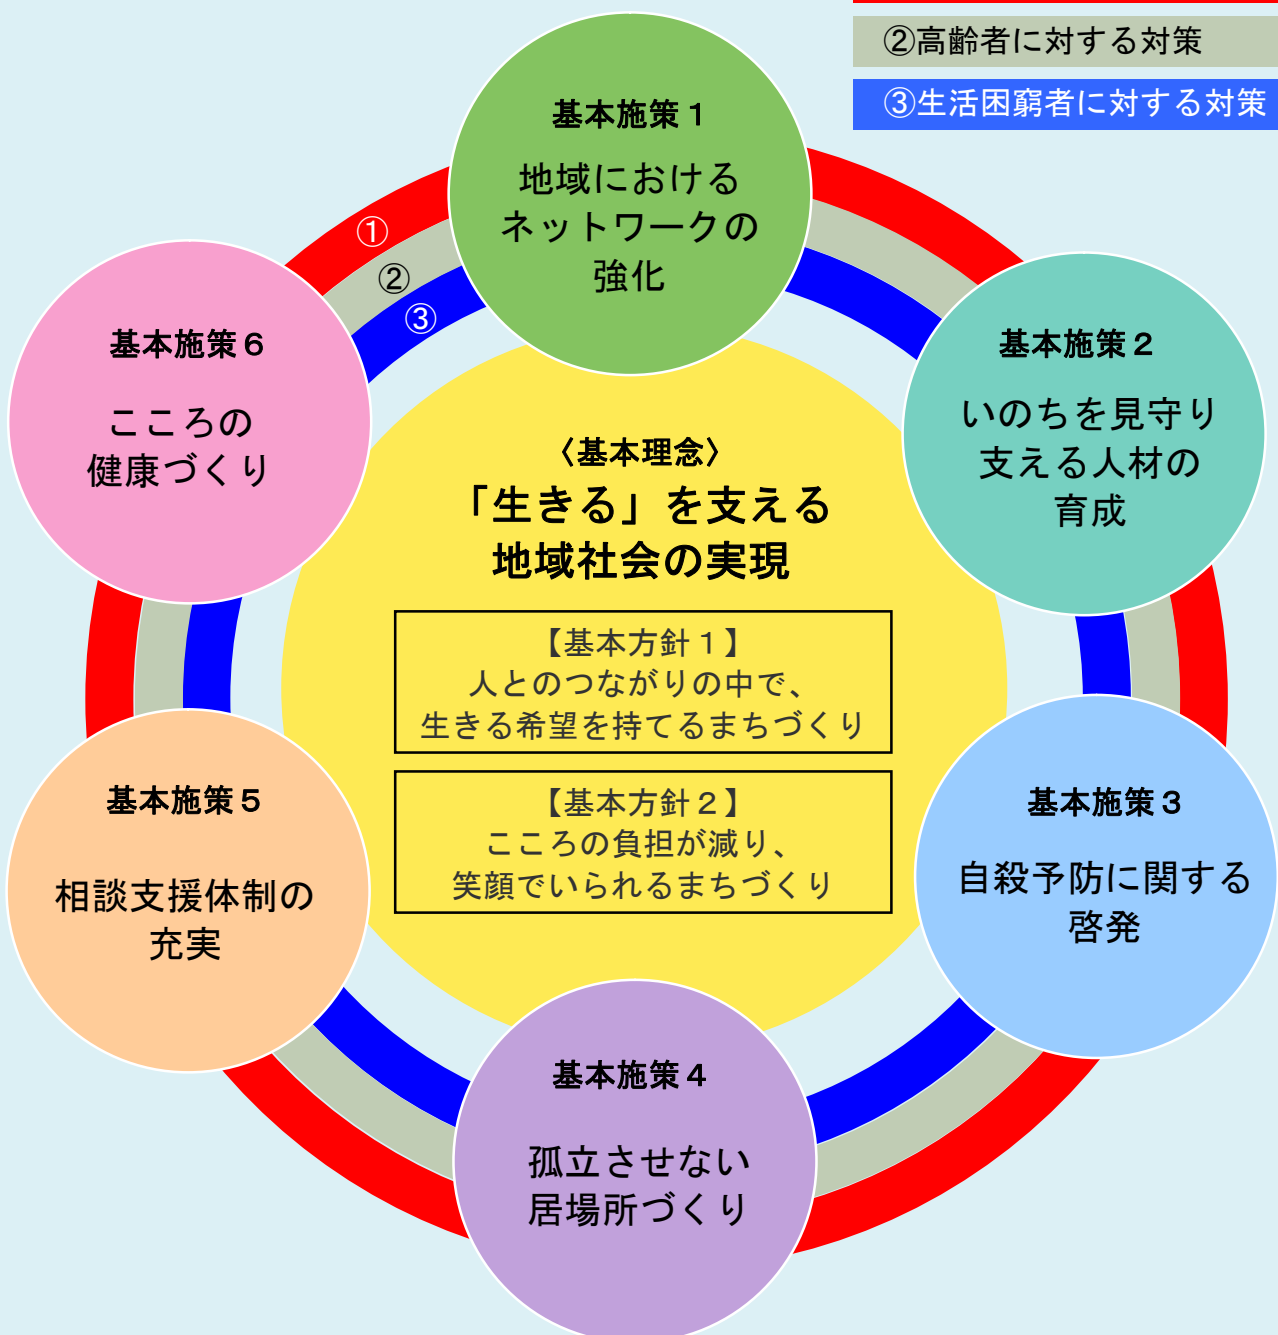 ②高齢者に対する対策
③生活困窮者に対する対策
基本施策１
地域における
ネットワークの
強化
①
②
③
基本施策６
こころの
健康づくり
基本施策２
いのちを見守り
支える人材の
育成
〈基本理念〉
「生きる」を支える
地域社会の実現
【基本方針１】
人とのつながりの中で、
生きる希望を持てるまちづくり
【基本方針２】
こころの負担が減り、
笑顔でいられるまちづくり
基本施策５
相談支援体制の
充実
基本施策３
自殺予防に関する
啓発
基本施策４
孤立させない
居場所づくり